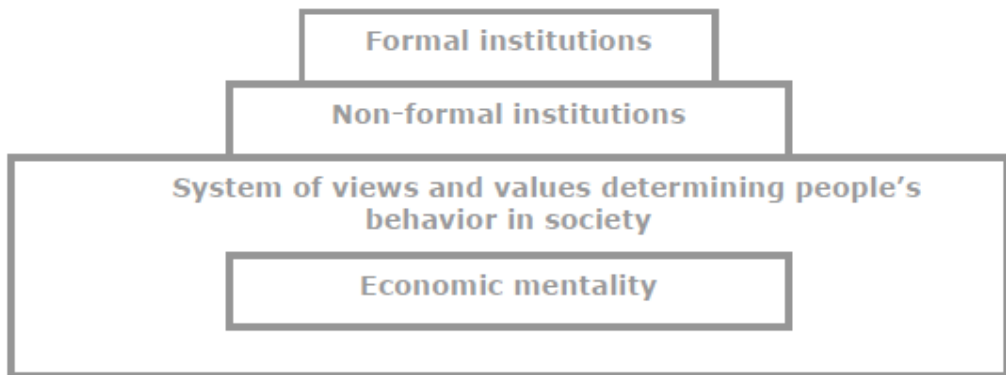 Formal institutions
Non-formal institutions
System of views and values determining people’s
behavior in society
Economic mentality